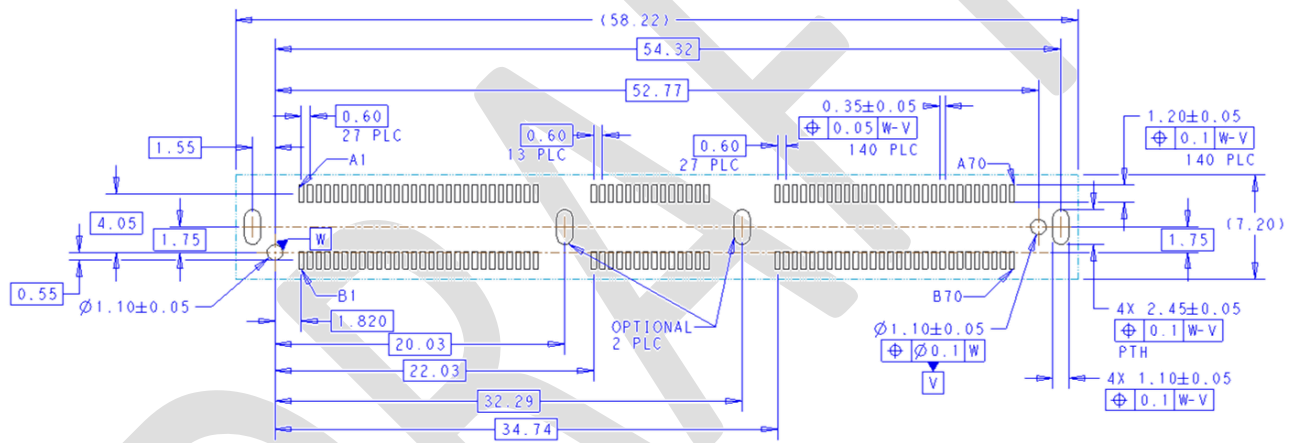 (58.22)
54.32
52.77
0.60
27 PLC
0.60
13 PLC
0.60
27 PLC
0.35±0.05
⌖ 0.05 W-V
140 PLC
1.20±0.05
⌖ 0.1 W-V
140 PLC
1.55
A1
A70
4.05
1.75
W
1.75
(7.20)
0.55
Ø1.10±0.05
B1
B70
1.820
OPTIONAL
2 PLC
20.03
22.03
32.29
34.74
Ø1.10±0.05
⌖ Ø0.1 W
V
4X 2.45±0.05
⌖ 0.1 W-V
PTH
4X 1.10±0.05
⌖ 0.1 W-V
DRAFT